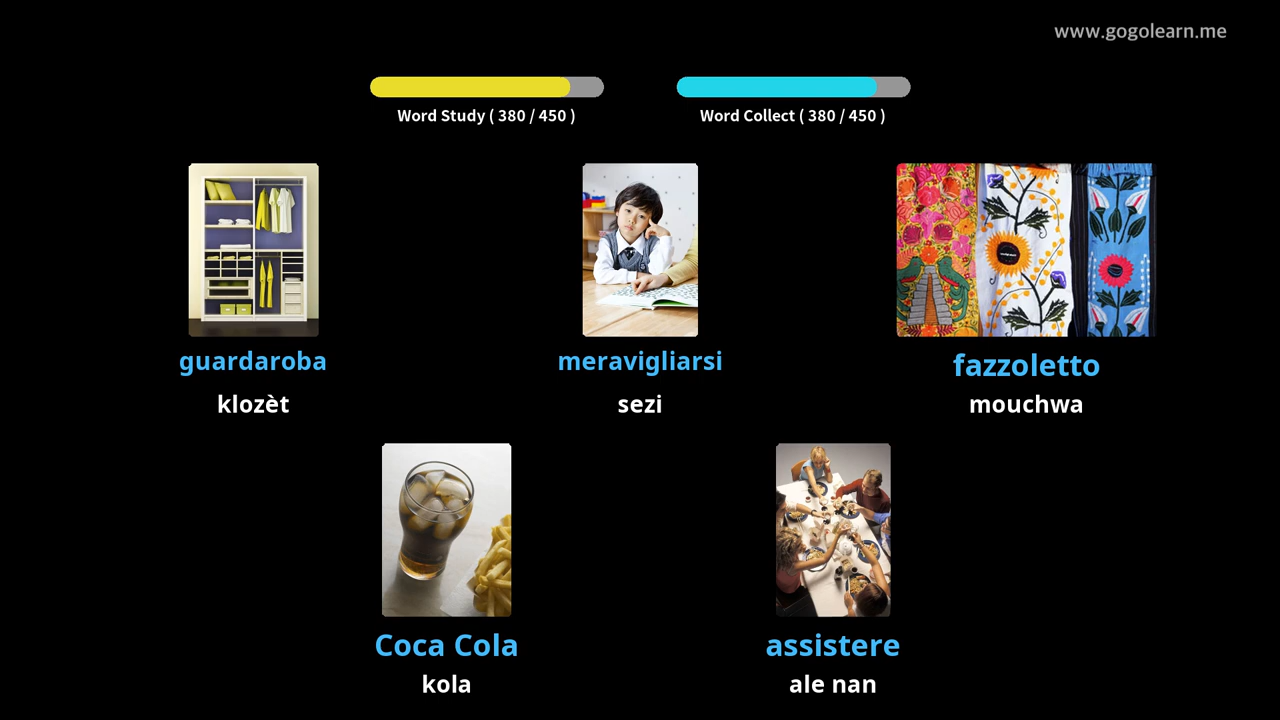 www.gogolearn.me
Word Study ( 380 / 450 )
Word Collect ( 380 / 450 )
guardaroba
klozèt
meravigliarsi
sezi
fazzoletto
mouchwa
Coca Cola
kola
assistere
ale nan